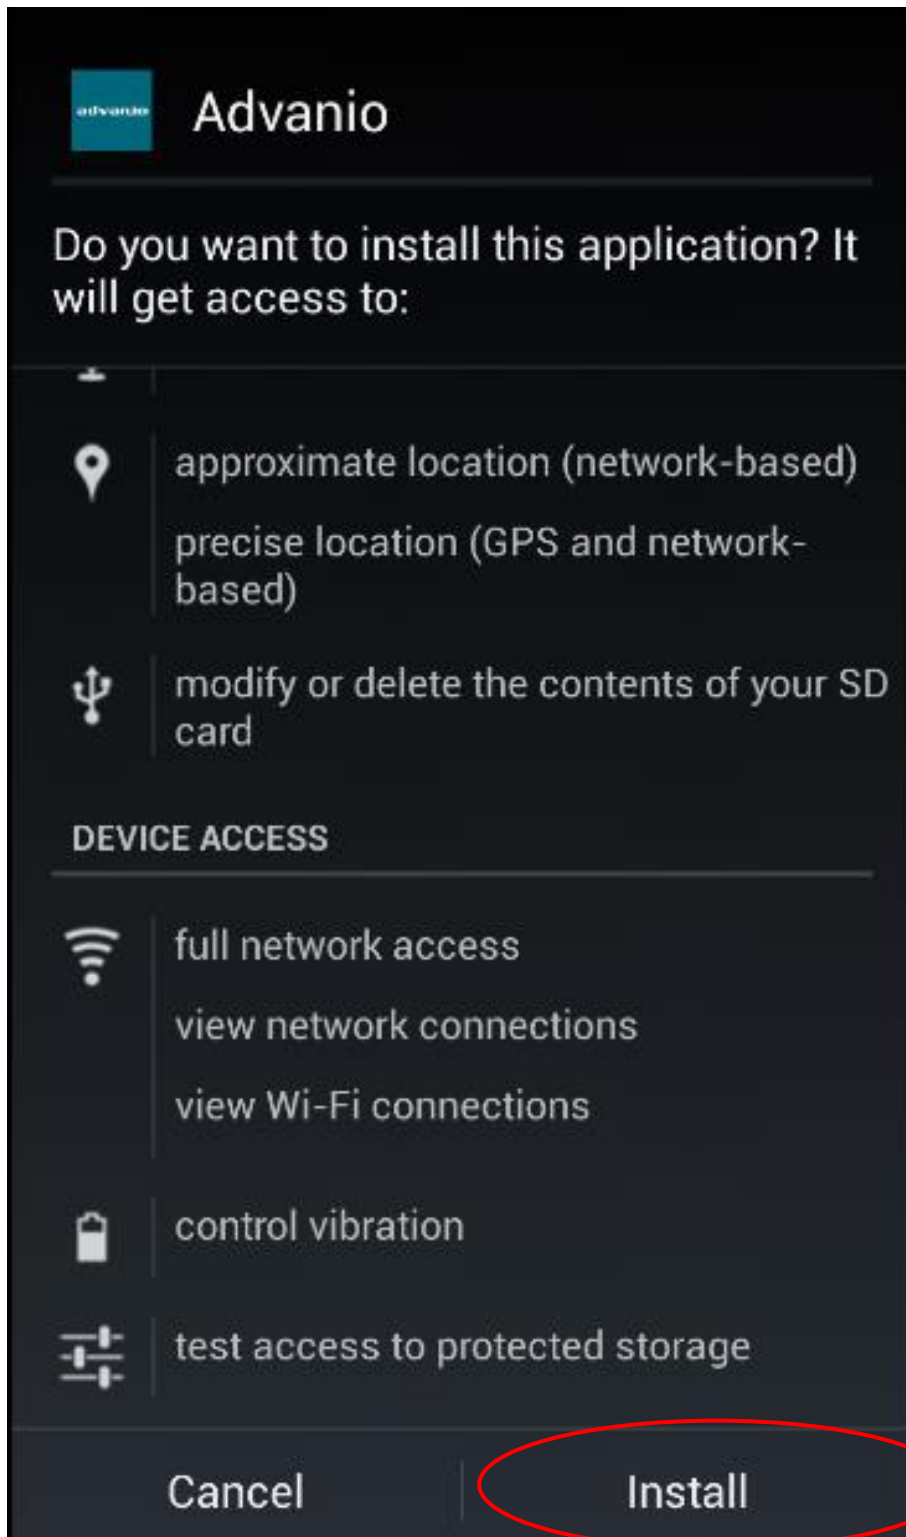 advanio
Advanio
Do you want to install this application? It
will get access to:
approximate location (network-based)
precise location (GPS and network-
based)
modify or delete the contents of your SD
card
DEVICE ACCESS
full network access
view network connections
view Wi-Fi connections
control vibration
test access to protected storage
Cancel
Install